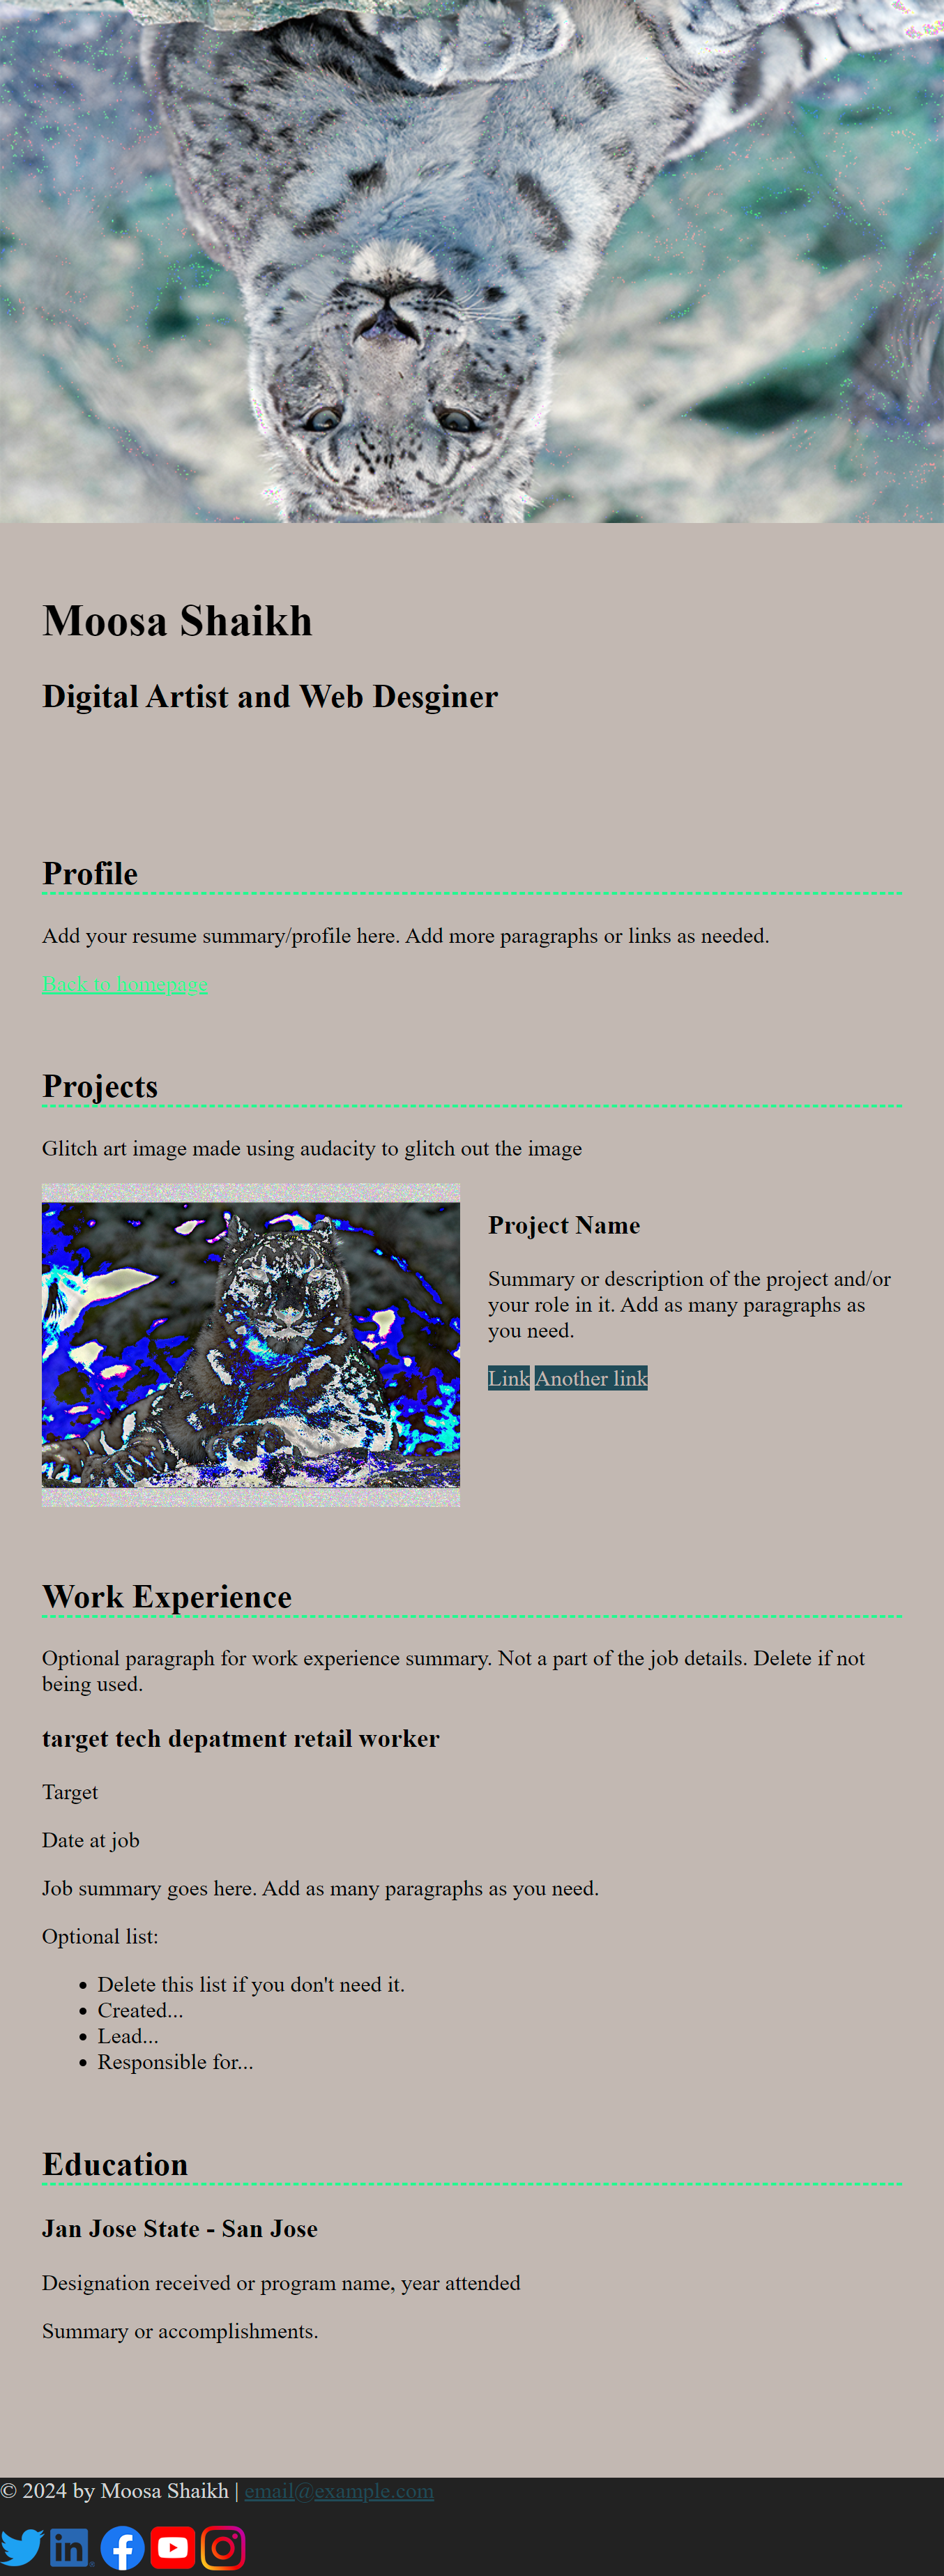 Moosa Shaikh
Digital Artist and Web Desginer
Profile
Add your resume summary/profile here. Add more paragraphs or links as needed.
Back to homepage
Projects
Glitch art image made using audacity to glitch out the image
Project Name
Summary or description of the project and/or
your role in it. Add as many paragraphs as
you need.
Link Another link
Work Experience
Optional paragraph for work experience summary. Not a part of the job details. Delete if not
being used.
target tech depatment retail worker
Target
Date at job
Job summary goes here. Add as many paragraphs as you need.
Optional list:
• Delete this list if you don't need it.
• Created...
• Lead...
• Responsible for...
Education
Jan Jose State - San Jose
Designation received or program name, year attended
Summary or accomplishments.
© 2024 by Moosa Shaikh | email@example.com
in